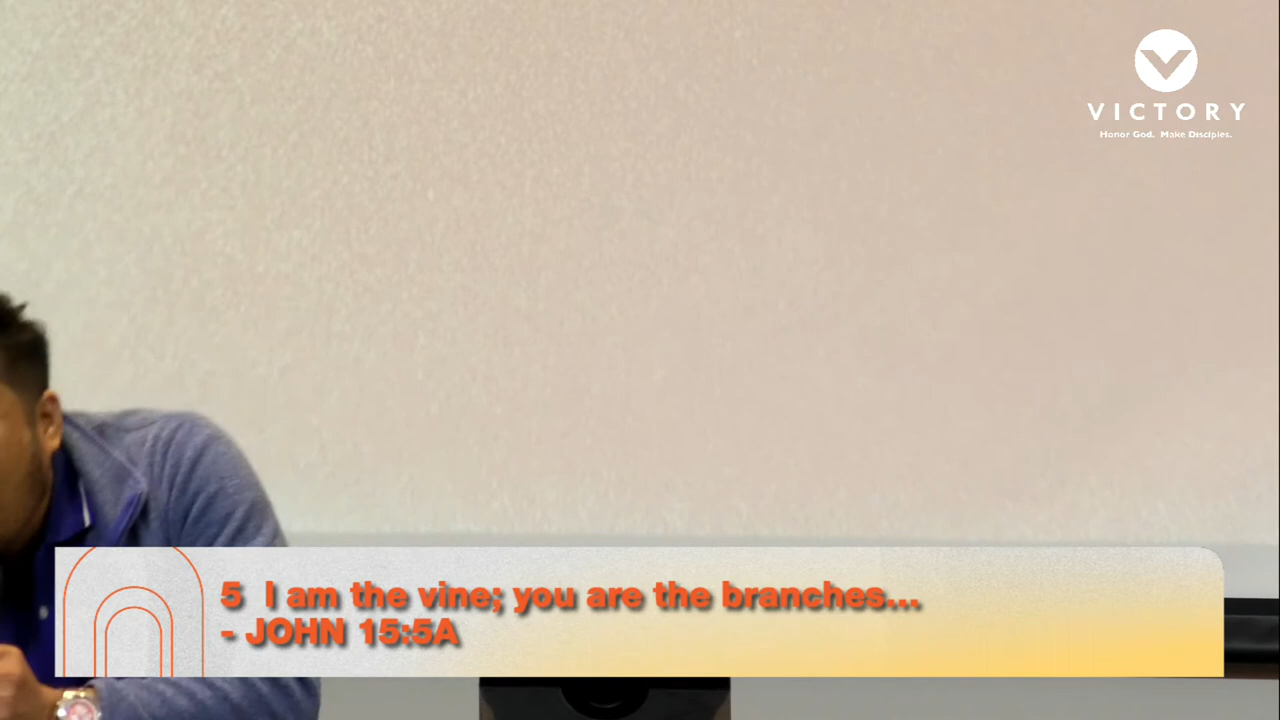 VICTORY
Honor God. Make Disciples.
5 I am the vine; you are the branches...
- JOHN 15:5A